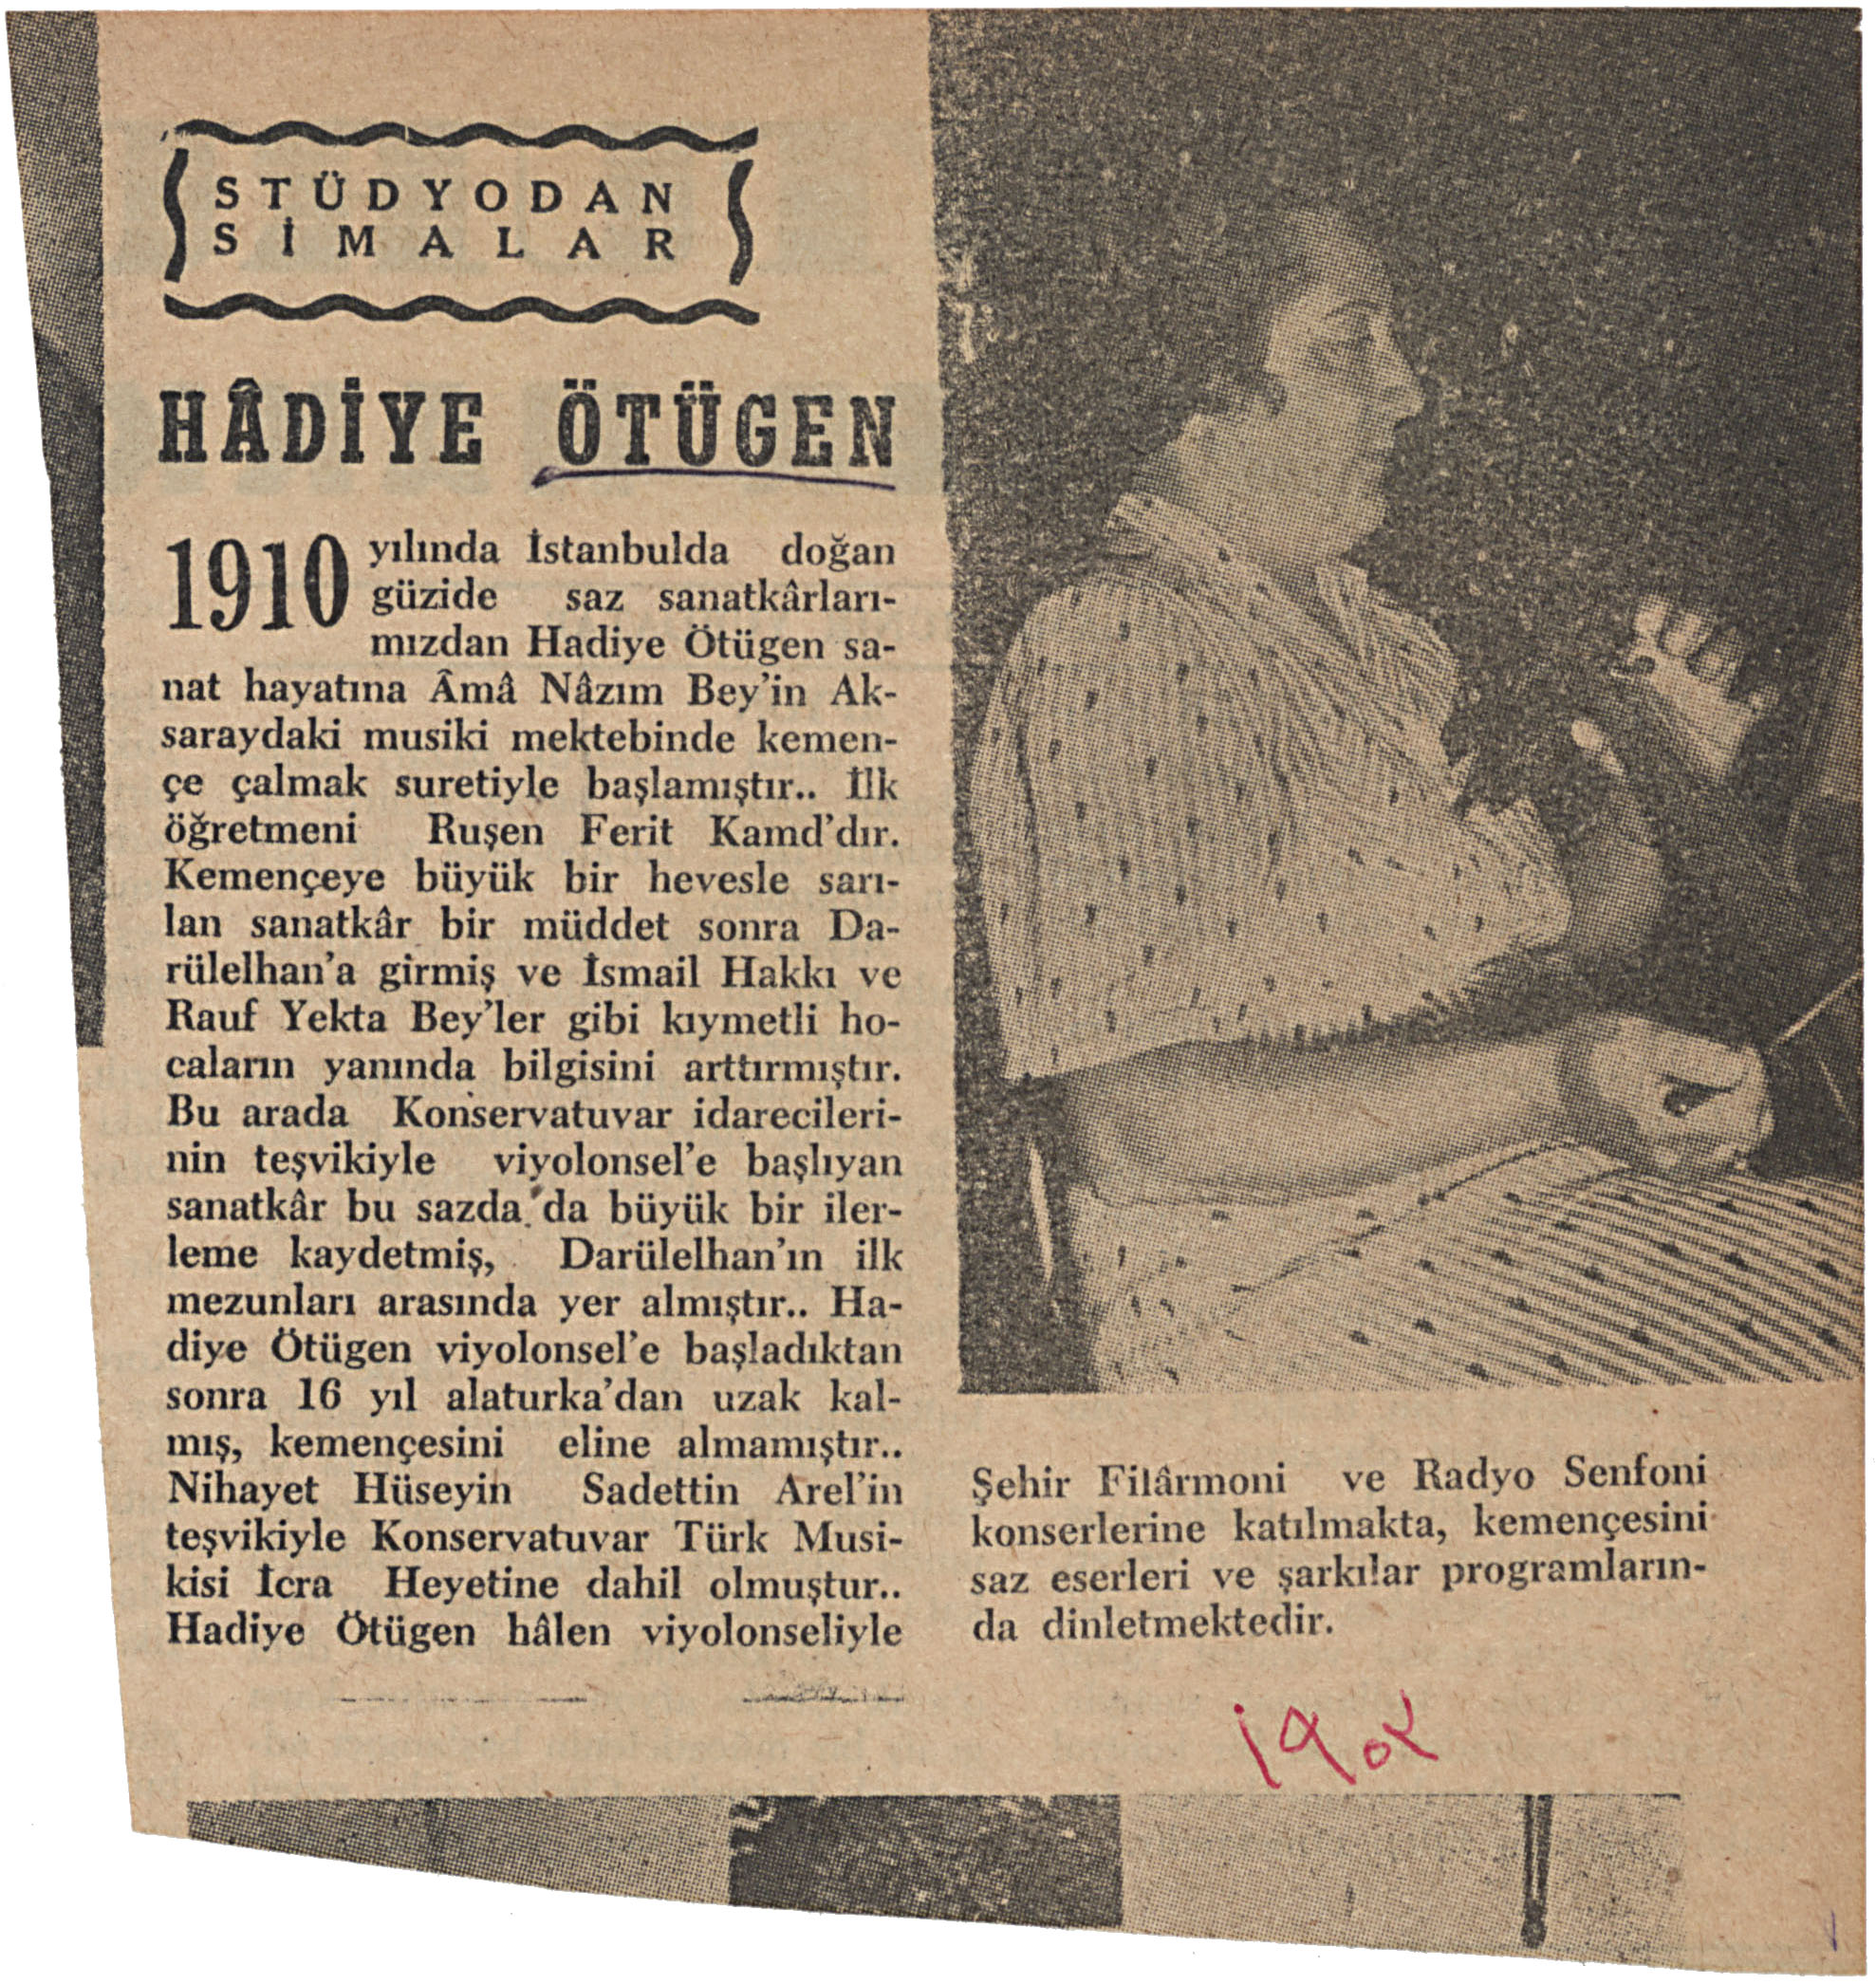 STÜDYODAN
SİMALAR
HÂDİYE ÖTÜGEN
1910 yılında İstanbulda doğan
güzide saz sanatkârları-
mızdan Hadiye Ötügen sa-
nat hayatına Âmâ Nâzım Bey'in Ak-
saraydaki musiki mektebinde kemen-
çe çalmak suretiyle başlamıştır.. İlk
öğretmeni Ruşen Ferit Kamd'dır.
Kemençeye büyük bir hevesle sarı-
lan sanatkâr bir müddet sonra Da-
rülelhan'a girmiş ve İsmail Hakkı ve
Rauf Yekta Bey'ler gibi kıymetli ho-
caların yanında bilgisini arttırmıştır.
Bu arada Konservatuvar idarecileri-
nin teşvikiyle viyolonsel'e başlıyan
sanatkâr bu sazda da büyük bir iler-
leme kaydetmiş, Darülelhan'ın ilk
mezunları arasında yer almıştır.. Ha-
diye Ötügen viyolonsel'e başladıktan
sonra 16 yıl alaturka'dan uzak kal-
mış, kemençesini eline almamıştır..
Nihayet Hüseyin Sadettin Arel'in
teşvikiyle Konservatuvar Türk Musi-
kisi İcra Heyetine dahil olmuştur..
Hadiye Ötügen hâlen viyolonseliyle
Şehir Filârmoni ve Radyo Senfoni
konserlerine katılmakta, kemençesini
saz eserleri ve şarkılar programların-
da dinletmektedir.